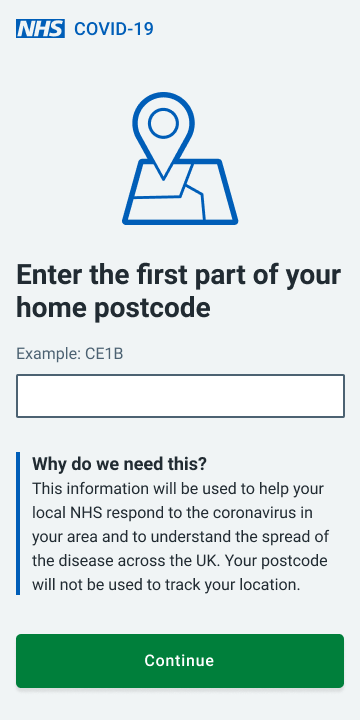 NHS COVID-19
Enter the first part of your
home postcode
Example: CE1B
Why do we need this?
This information will be used to help your
local NHS respond to the coronavirus in
your area and to understand the spread of
the disease across the UK. Your postcode
will not be used to track your location.
Continue